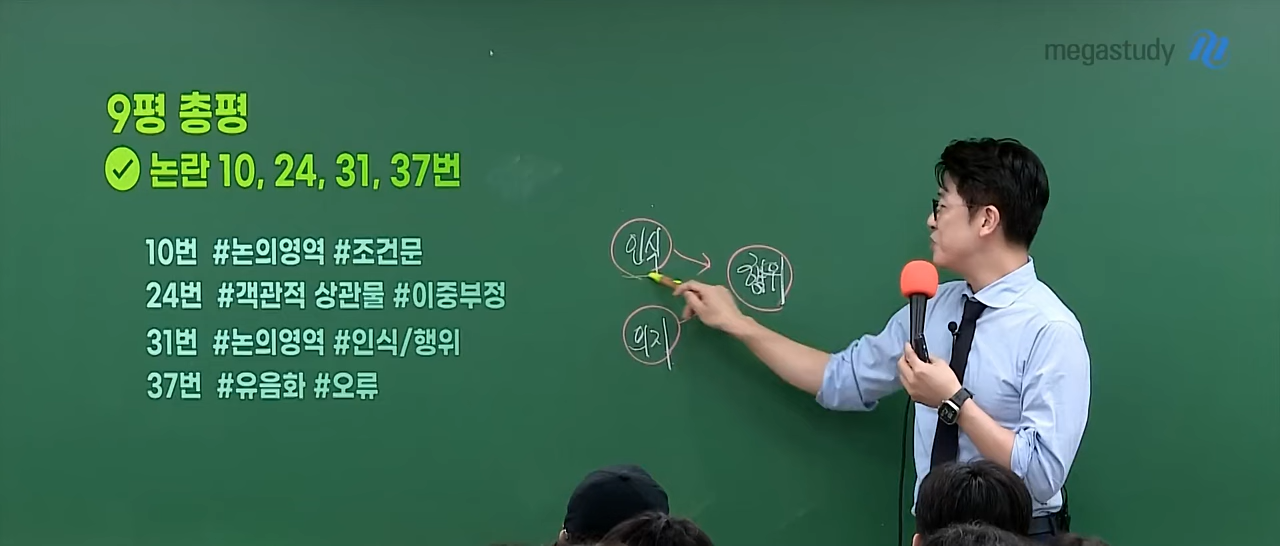 megastudy
9평 총평
논란 10, 24, 31, 37번
10번 #논의영역 #조건문
24번 #객관적 상관물 #이중부정
31번 #논의영역 #인식/행위
37번 #유음화 #오류
인식
행위
의지